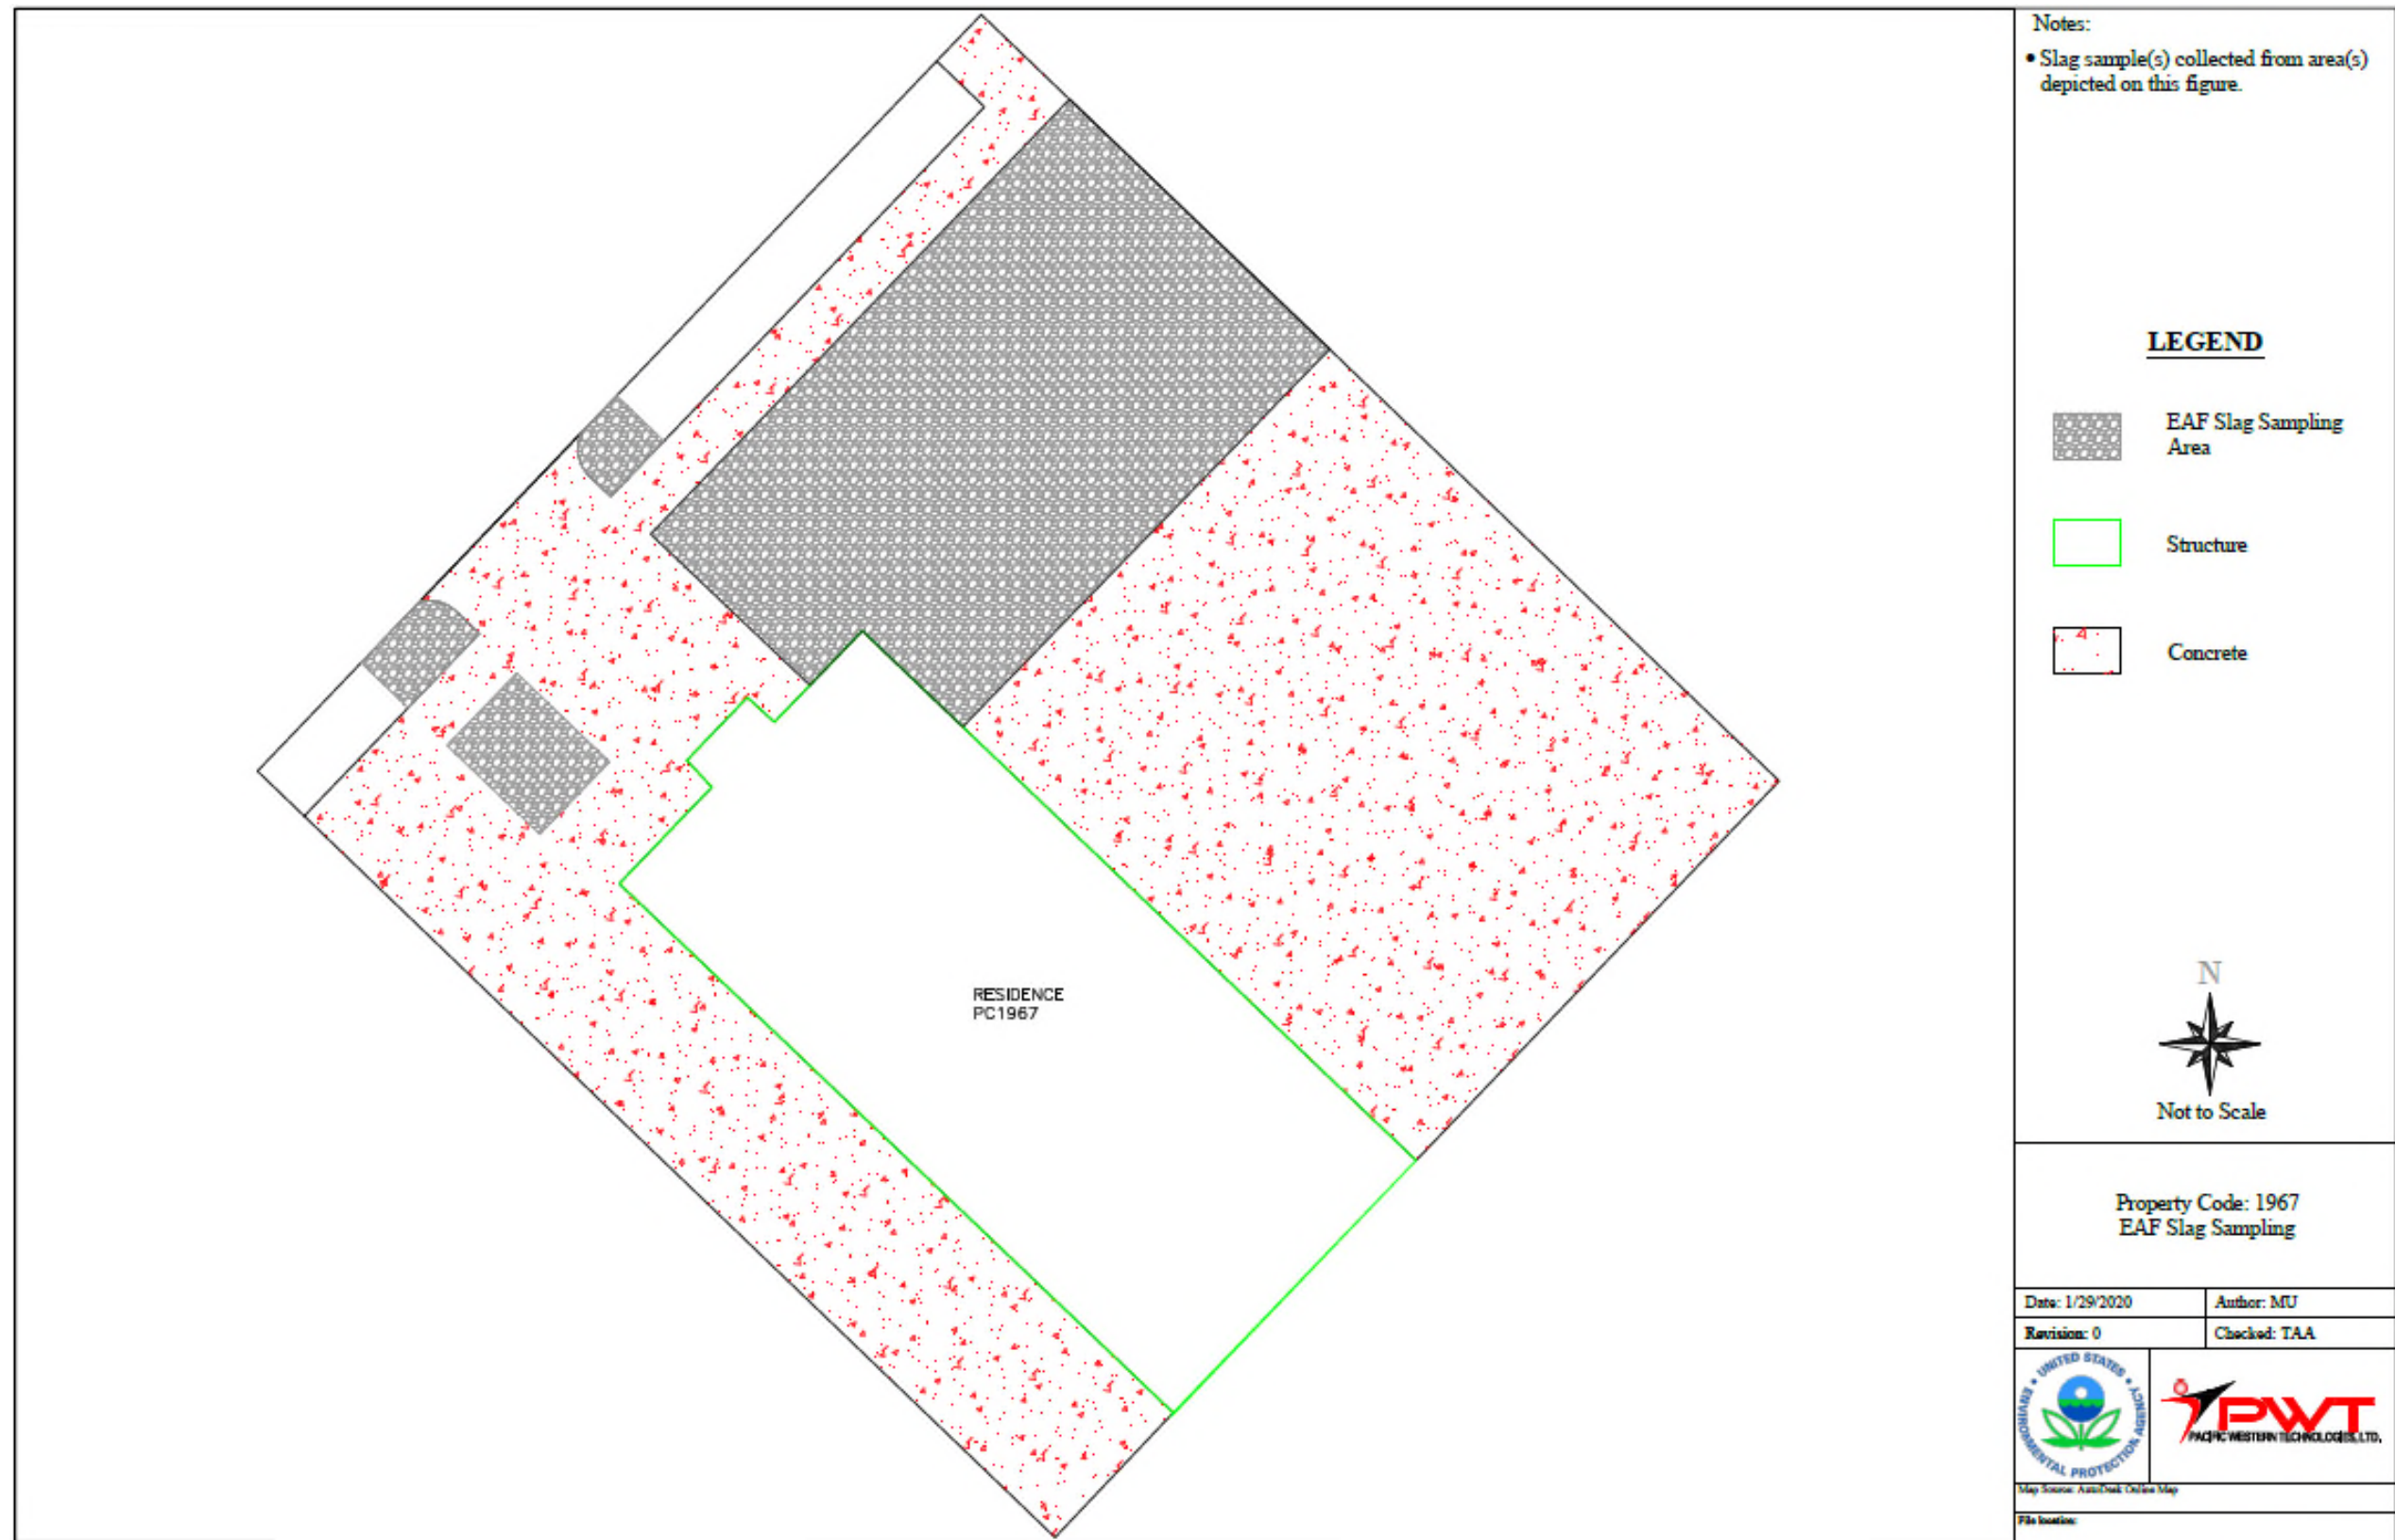 Notes:
• Slag sample(s) collected from area(s)
depicted on this figure.
LEGEND
EAF Slag Sampling
Area
Structure
Concrete
RESIDENCE
PC1967
N
Not to Scale
Property Code: 1967
EAF Slag Sampling
Date: 1/29/2020
Author: MU
Revision: 0
Checked: TAA
UNITED STATES • ENVIRONMENTAL PROTECTION AGENCY •
PWT
PACIFIC WESTERN TECHNOLOGIES, LTD.
Map Source: AutoDesk Online Map
File location: